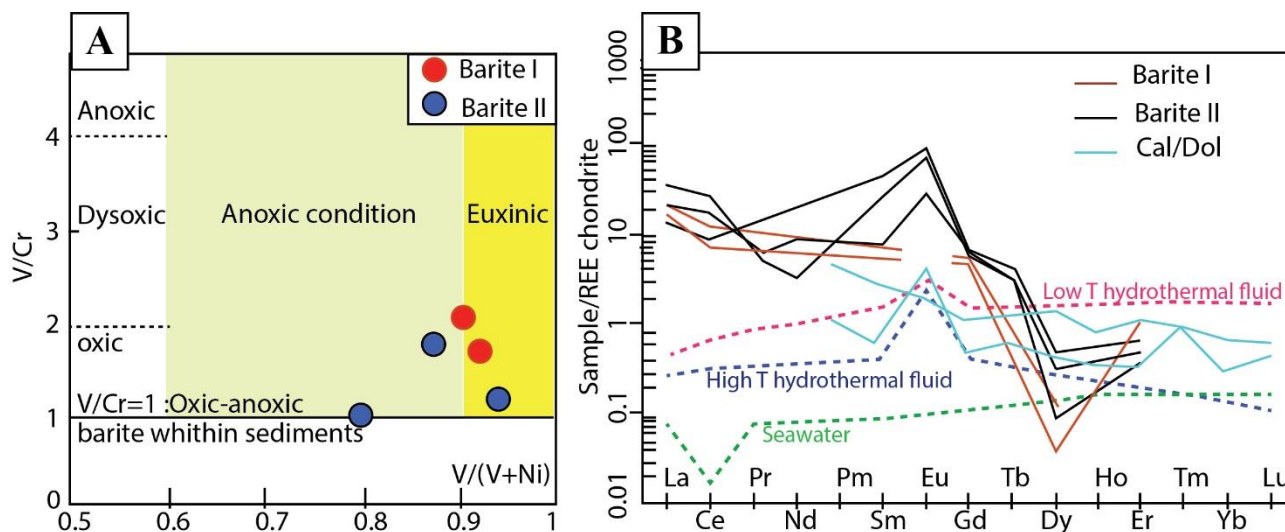 A
Barite I
Barite II
Anoxic
Dysoxic
oxic
Anoxic condition
Euxinic
V/Cr=1 :Oxic-anoxic
barite whithin sediments
V/(V+Ni)
V/Cr
4
3
2
1
0
0.5 0.6 0.7 0.8 0.9 1
B
Barite I
Barite II
Cal/Dol
Low T hydrothermal fluid
High T hydrothermal fluid
Seawater
Sample/REE chondrite
1000
100
10
1
0.1
0.01
La Pr Pm Eu Tb Ho Tm Lu
Ce Nd Sm Gd Dy Er Yb